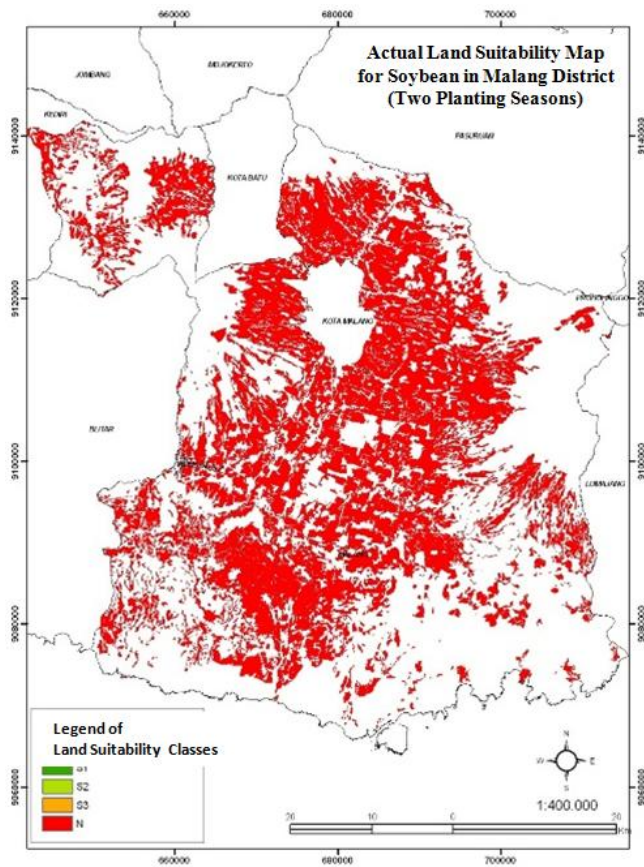 660000 680000 700000
Actual Land Suitability Map
for Soybean in Malang District
(Two Planting Seasons)
MOJOKERTO
JOMBANG
KEDIRI
9140000 9140000
PASURUAN
KOTA BATU
9120000 9120000
PROBOLINGGO
KOTA MALANG
BLITAR
9100000 9100000
LUMAJANG
9080000 9080000
Legend of
Land Suitability Classes
S1
S2
S3
N
N
W E
S
1:400.000
9060000 9060000
20 10 0 20
Km
660000 680000 700000